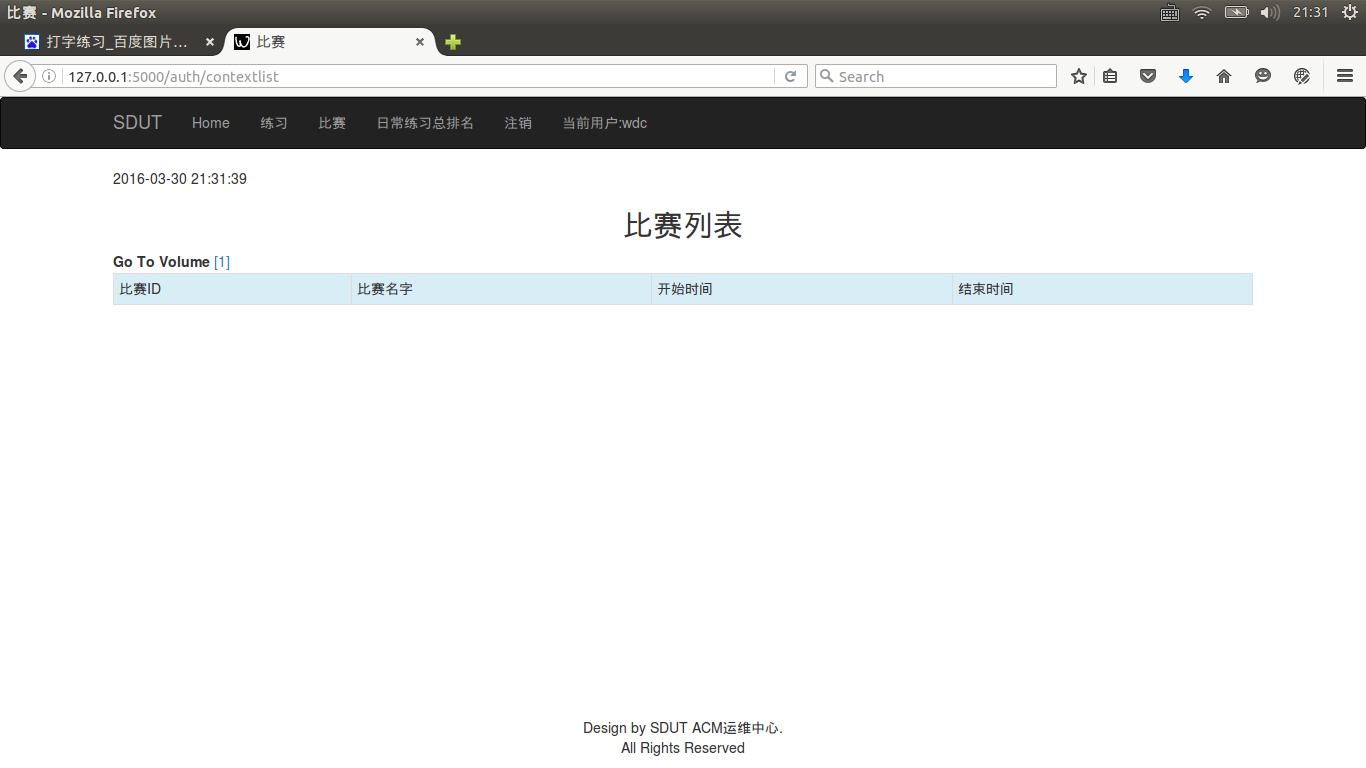 比赛 - Mozilla Firefox
21:31
打字练习_百度图片...
比赛
127.0.0.1:5000/auth/contextlist
Search
SDUT Home 练习 比赛 日常练习总排名 注销 当前用户:wdc
2016-03-30 21:31:39
比赛列表
Go To Volume [1]
比赛ID 比赛名字 开始时间 结束时间
Design by SDUT ACM运维中心.
All Rights Reserved